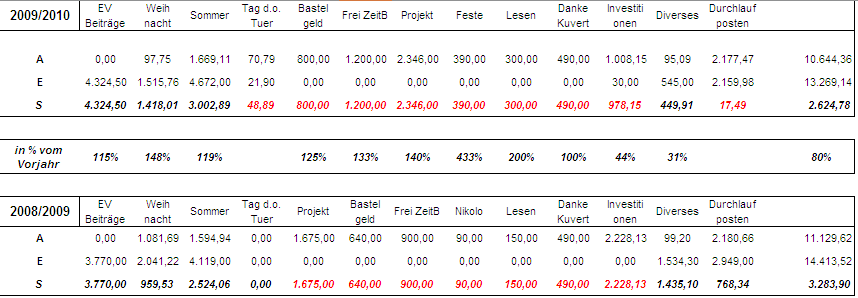 2009/2010 EV Beiträge Weih nacht Sommer Tag d.o. Tuer Bastel geld Frei ZeitB Projekt Feste Lesen Danke Kuvert Investiti onen Diverses Durchlauf posten
A 0,00 97,75 1.669,11 70,79 800,00 1.200,00 2.346,00 390,00 300,00 490,00 1.008,15 95,09 2.177,47 10.644,36
E 4.324,50 1.515,76 4.672,00 21,90 0,00 0,00 0,00 0,00 0,00 0,00 30,00 545,00 2.159,98 13.269,14
S 4.324,50 1.418,01 3.002,89 48,89 800,00 1.200,00 2.346,00 390,00 300,00 490,00 978,15 449,91 17,49 2.624,78
in % vom Vorjahr 115% 148% 119% 125% 133% 140% 433% 200% 100% 44% 31% 80%
2008/2009 EV Beiträge Weih nacht Sommer Tag d.o. Tuer Projekt Bastel geld Frei ZeitB Nikolo Lesen Danke Kuvert Investiti onen Diverses Durchlauf posten
A 0,00 1.081,69 1.594,94 0,00 1.675,00 640,00 900,00 90,00 150,00 490,00 2.228,13 99,20 2.180,66 11.129,62
E 3.770,00 2.041,22 4.119,00 0,00 0,00 0,00 0,00 0,00 0,00 0,00 0,00 1.534,30 2.949,00 14.413,52
S 3.770,00 959,53 2.524,06 0,00 1.675,00 640,00 900,00 90,00 150,00 490,00 2.228,13 1.435,10 768,34 3.283,90